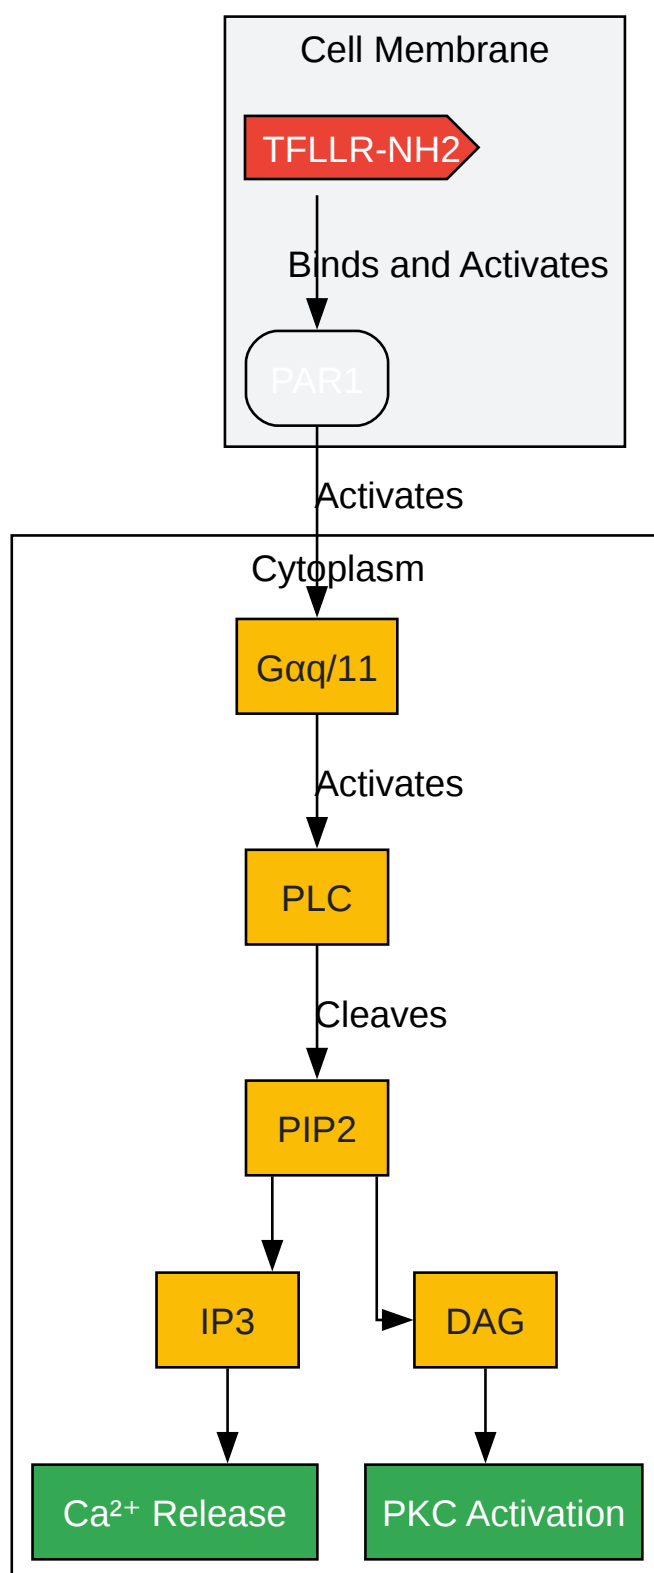 Cell Membrane
TFLLR-NH2
Binds and Activates
PAR1
Activates
Cytoplasm
Gαq/11
Activates
PLC
Cleaves
PIP2
IP3
DAG
Ca²⁺ Release
PKC Activation